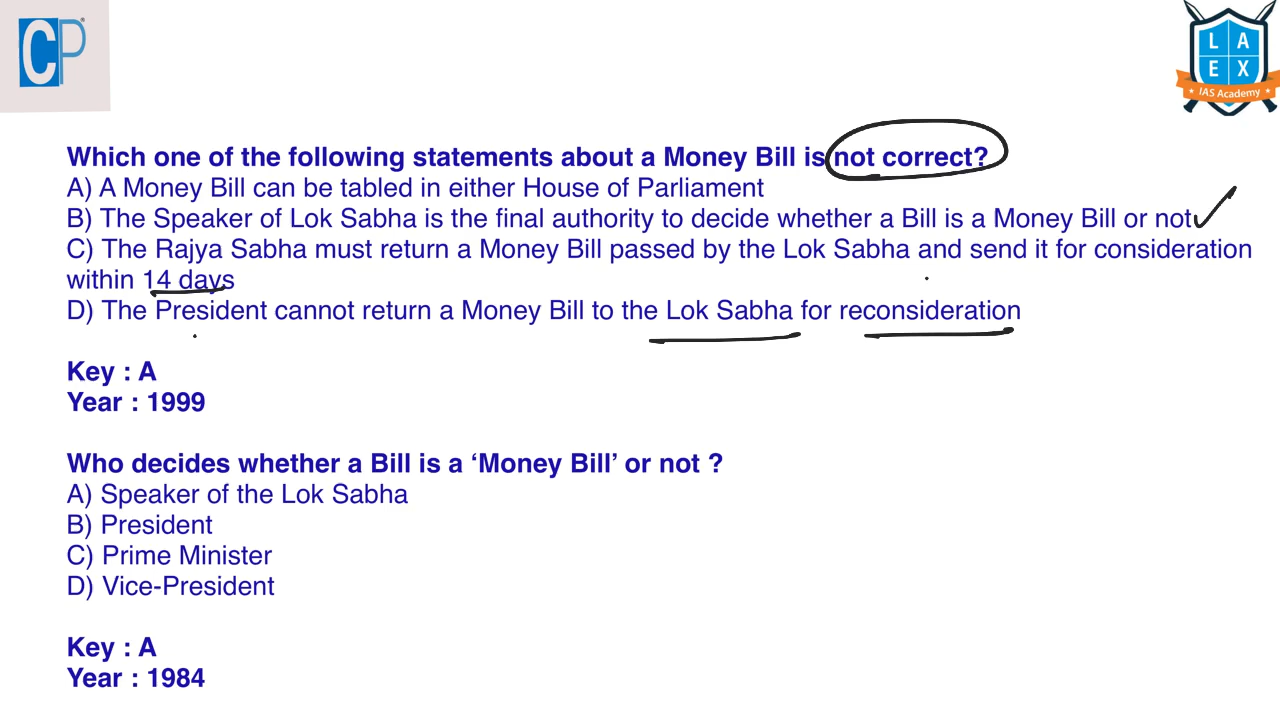 CP
L A
E X
IAS Academy
Which one of the following statements about a Money Bill is not correct?
A) A Money Bill can be tabled in either House of Parliament
B) The Speaker of Lok Sabha is the final authority to decide whether a Bill is a Money Bill or not
C) The Rajya Sabha must return a Money Bill passed by the Lok Sabha and send it for consideration
within 14 days
D) The President cannot return a Money Bill to the Lok Sabha for reconsideration
Key : A
Year : 1999
Who decides whether a Bill is a ‘Money Bill’ or not ?
A) Speaker of the Lok Sabha
B) President
C) Prime Minister
D) Vice-President
Key : A
Year : 1984